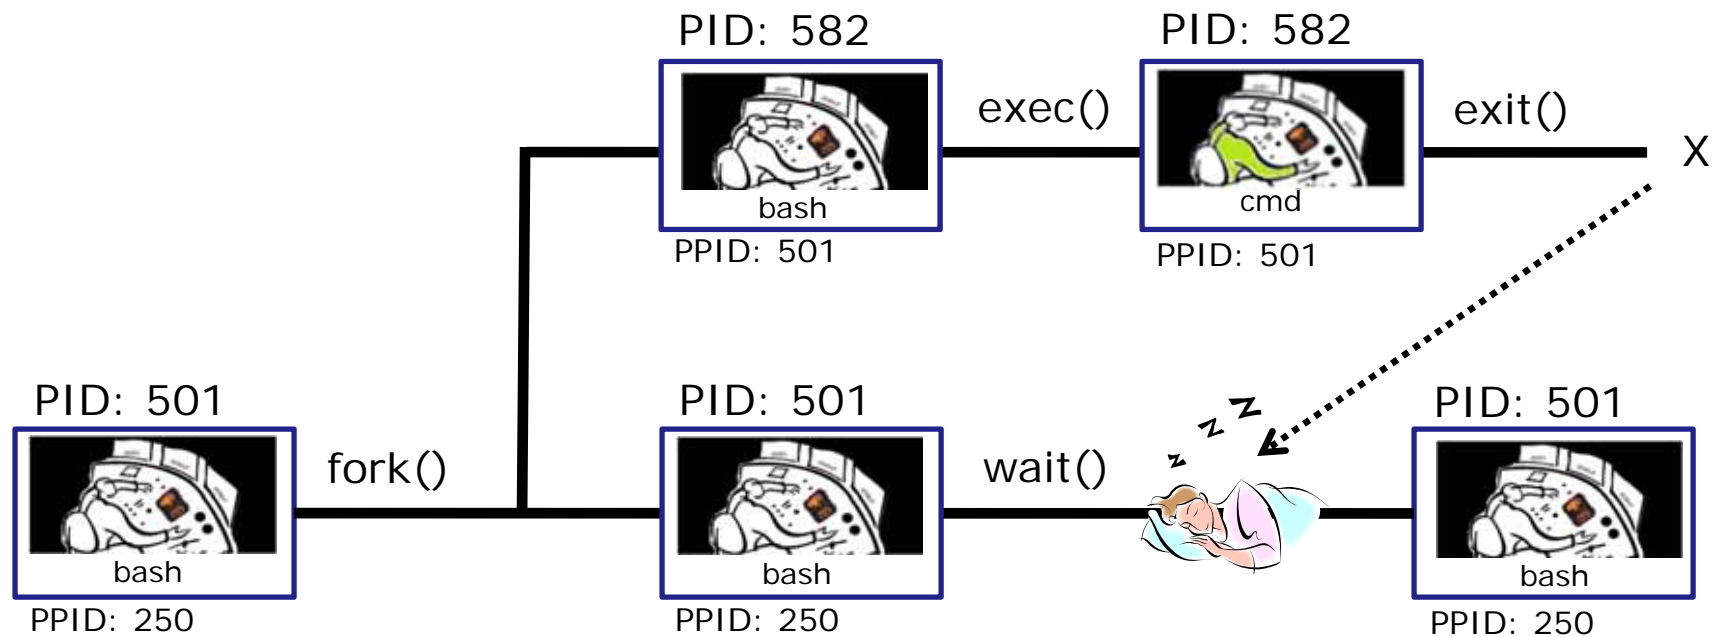 PID: 582
PID: 582
exec()
exit()
X
bash
cmd
PPID: 501
PPID: 501
PID: 501
PID: 501
PID: 501
z z z
fork()
wait()
bash
bash
bash
PPID: 250
PPID: 250
PPID: 250